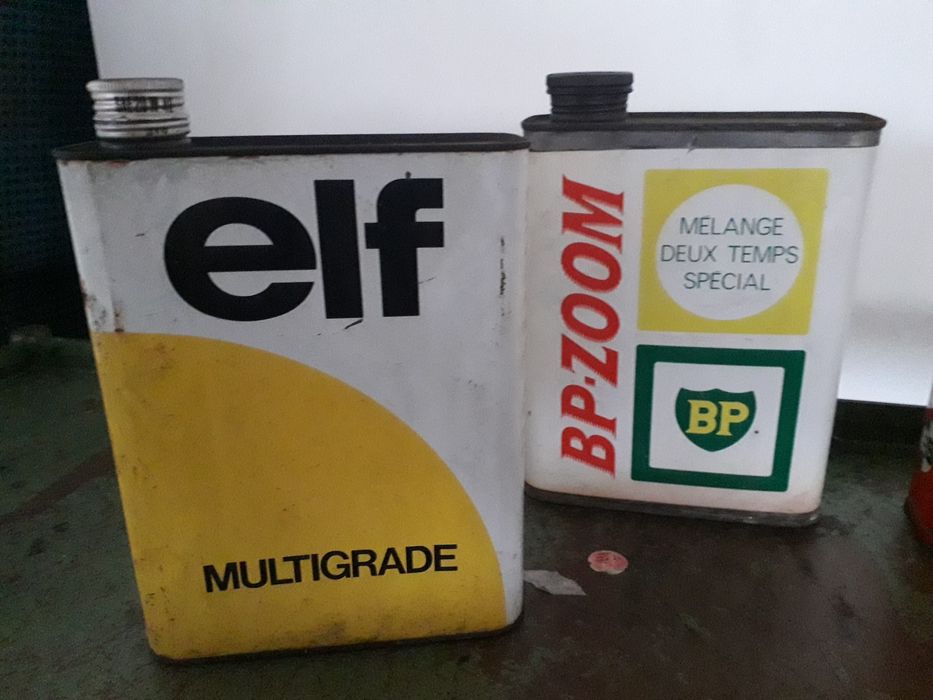 elf
MULTIGRADE
BP-ZOOM
MÉLANGE
DEUX TEMPS
SPÉCIAL
BP